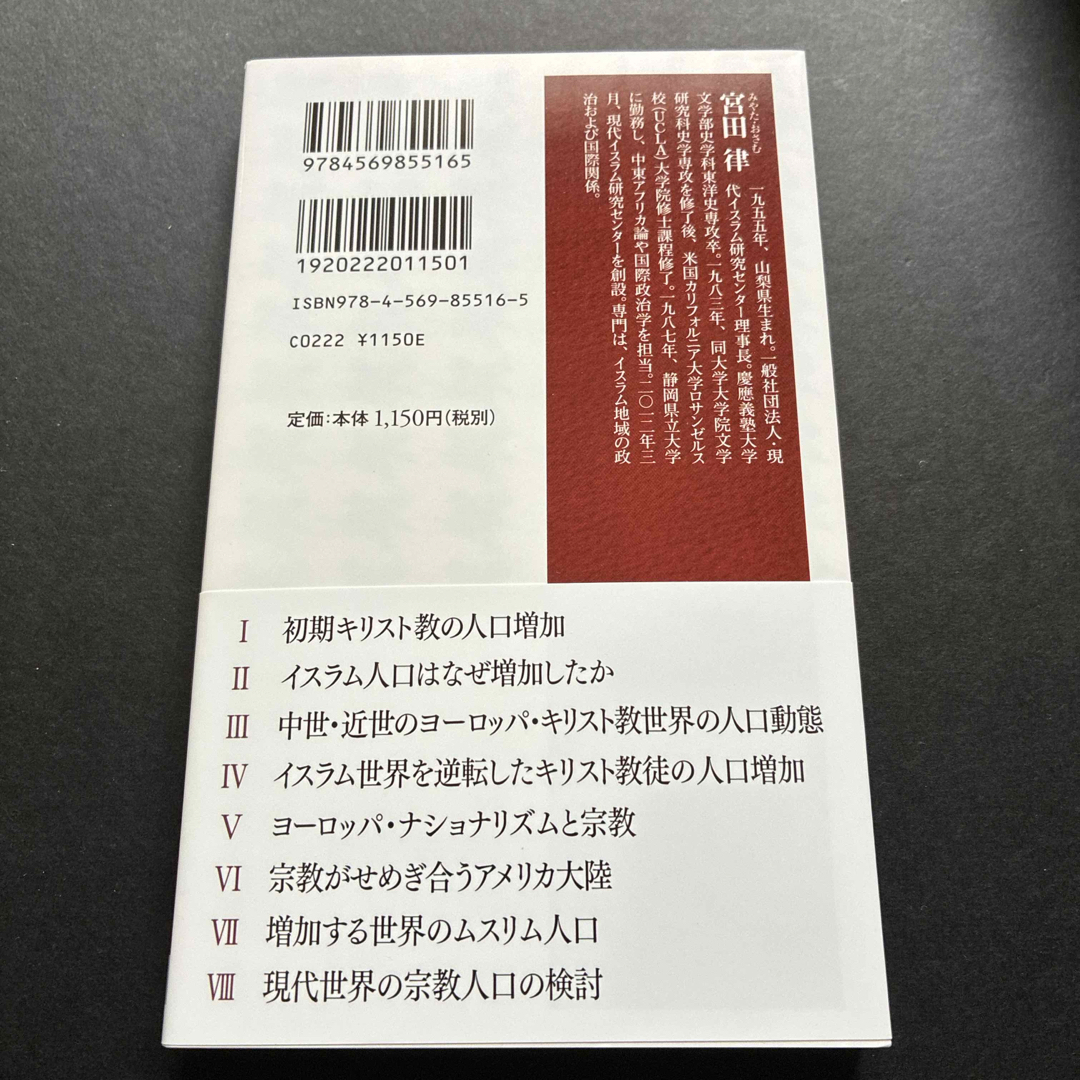 9784569855165
1920222011501
ISBN978-4-569-85516-5
C0222 ¥1150E
定価:本体1,150円(税別)
みやた・おさむ
宮田 律
一九五五年、山梨県生まれ。一般社団法人・現
代イスラム研究センター理事長。慶應義塾大学
文学部史学科東洋史専攻卒。一九八三年、同大学大学院文学
研究科史学専攻を修了後、米国カリフォルニア大学ロサンゼルス
校(UCLA)大学院修士課程修了。一九八七年、静岡県立大学
に勤務し、中東アフリカ論や国際政治学を担当。二〇一二年三
月、現代イスラム研究センターを創設。専門は、イスラム地域の政
治および国際関係。
Ⅰ 初期キリスト教の人口増加
Ⅱ イスラム人口はなぜ増加したか
Ⅲ 中世・近世のヨーロッパ・キリスト教世界の人口動態
Ⅳ イスラム世界を逆転したキリスト教徒の人口増加
Ⅴ ヨーロッパ・ナショナリズムと宗教
Ⅵ 宗教がせめぎ合うアメリカ大陸
Ⅶ 増加する世界のムスリム人口
Ⅷ 現代世界の宗教人口の検討